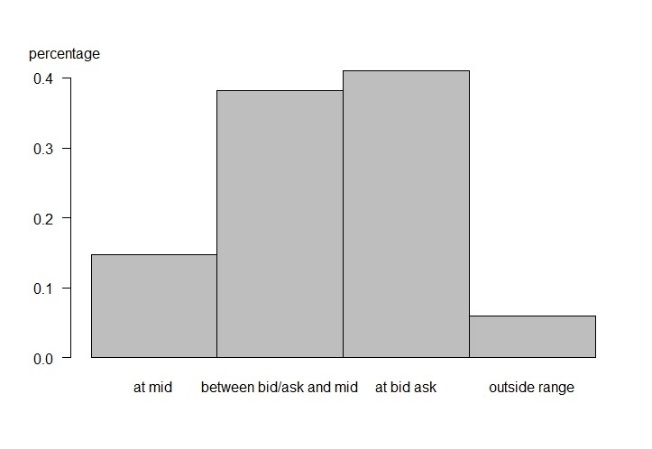 percentage
0.4
0.3
0.2
0.1
0.0
at mid between bid/ask and mid at bid ask outside range